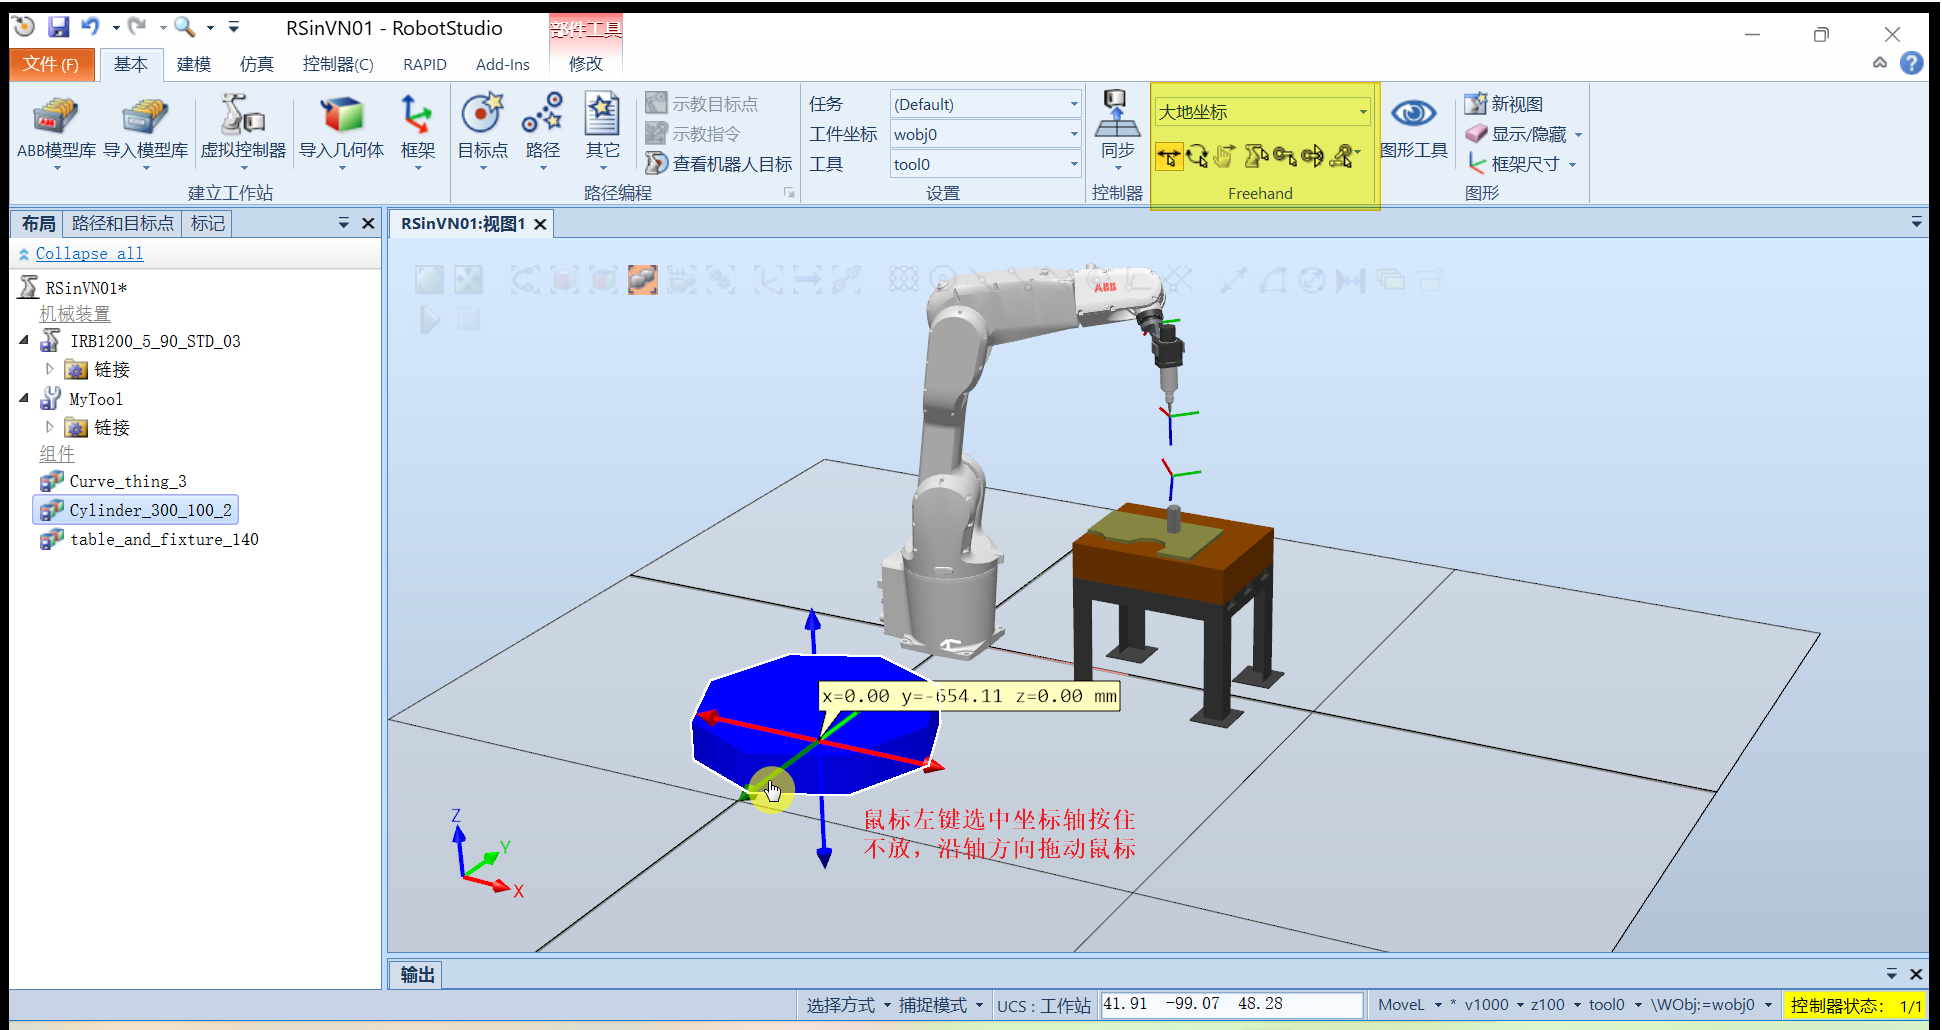 RSinVN01 - RobotStudio
部件工具
文件(F)
基本
建模
仿真
控制器(C)
RAPID
Add-Ins
修改
ABB模型库
导入模型库
虚拟控制器
导入几何体
框架
建立工作站
目标点
路径
其它
示教目标点
示教指令
查看机器人目标
路径编程
任务
(Default)
工件坐标
wobj0
工具
tool0
设置
同步
控制器
大地坐标
Freehand
图形工具
新视图
显示/隐藏
框架尺寸
图形
布局
路径和目标点
标记
RSinVN01:视图1
Collapse all
RSinVN01*
机械装置
IRB1200_5_90_STD_03
链接
MyTool
链接
组件
Curve_thing_3
Cylinder_300_100_2
table_and_fixture_140
ABB
x=0.00 y=-654.11 z=0.00 mm
鼠标左键选中坐标轴按住
不放，沿轴方向拖动鼠标
Z
Y
X
输出
选择方式
捕捉模式
UCS : 工作站
41.91 -99.07 48.28
MoveL * v1000 z100 tool0 \WObj:=wobj0
控制器状态: 1/1